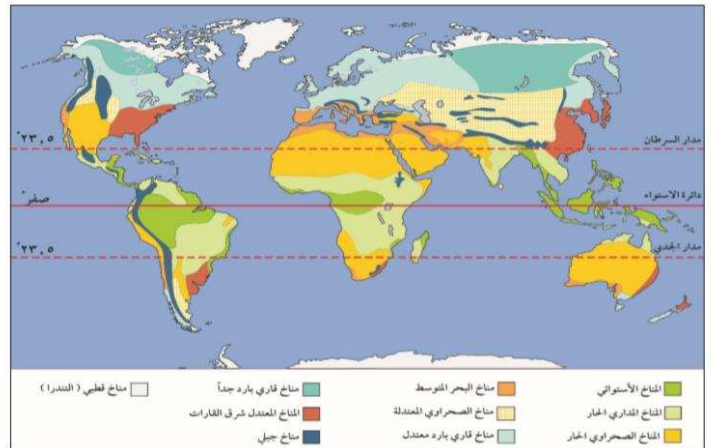 ٢٣,٥°
مدار السرطان
صفر°
دائرة الاستواء
٢٣,٥°
مدار الجدي
المناخ الأستوائي
مناخ البحر المتوسط
مناخ قاري بارد جداً
مناخ قطبي (التندرا)
المناخ المداري الحار
مناخ الصحراوي المعتدلة
المناخ المعتدل شرق القارات
المناخ الصحراوي الحار
مناخ قاري بارد معتدل
مناخ جبلي